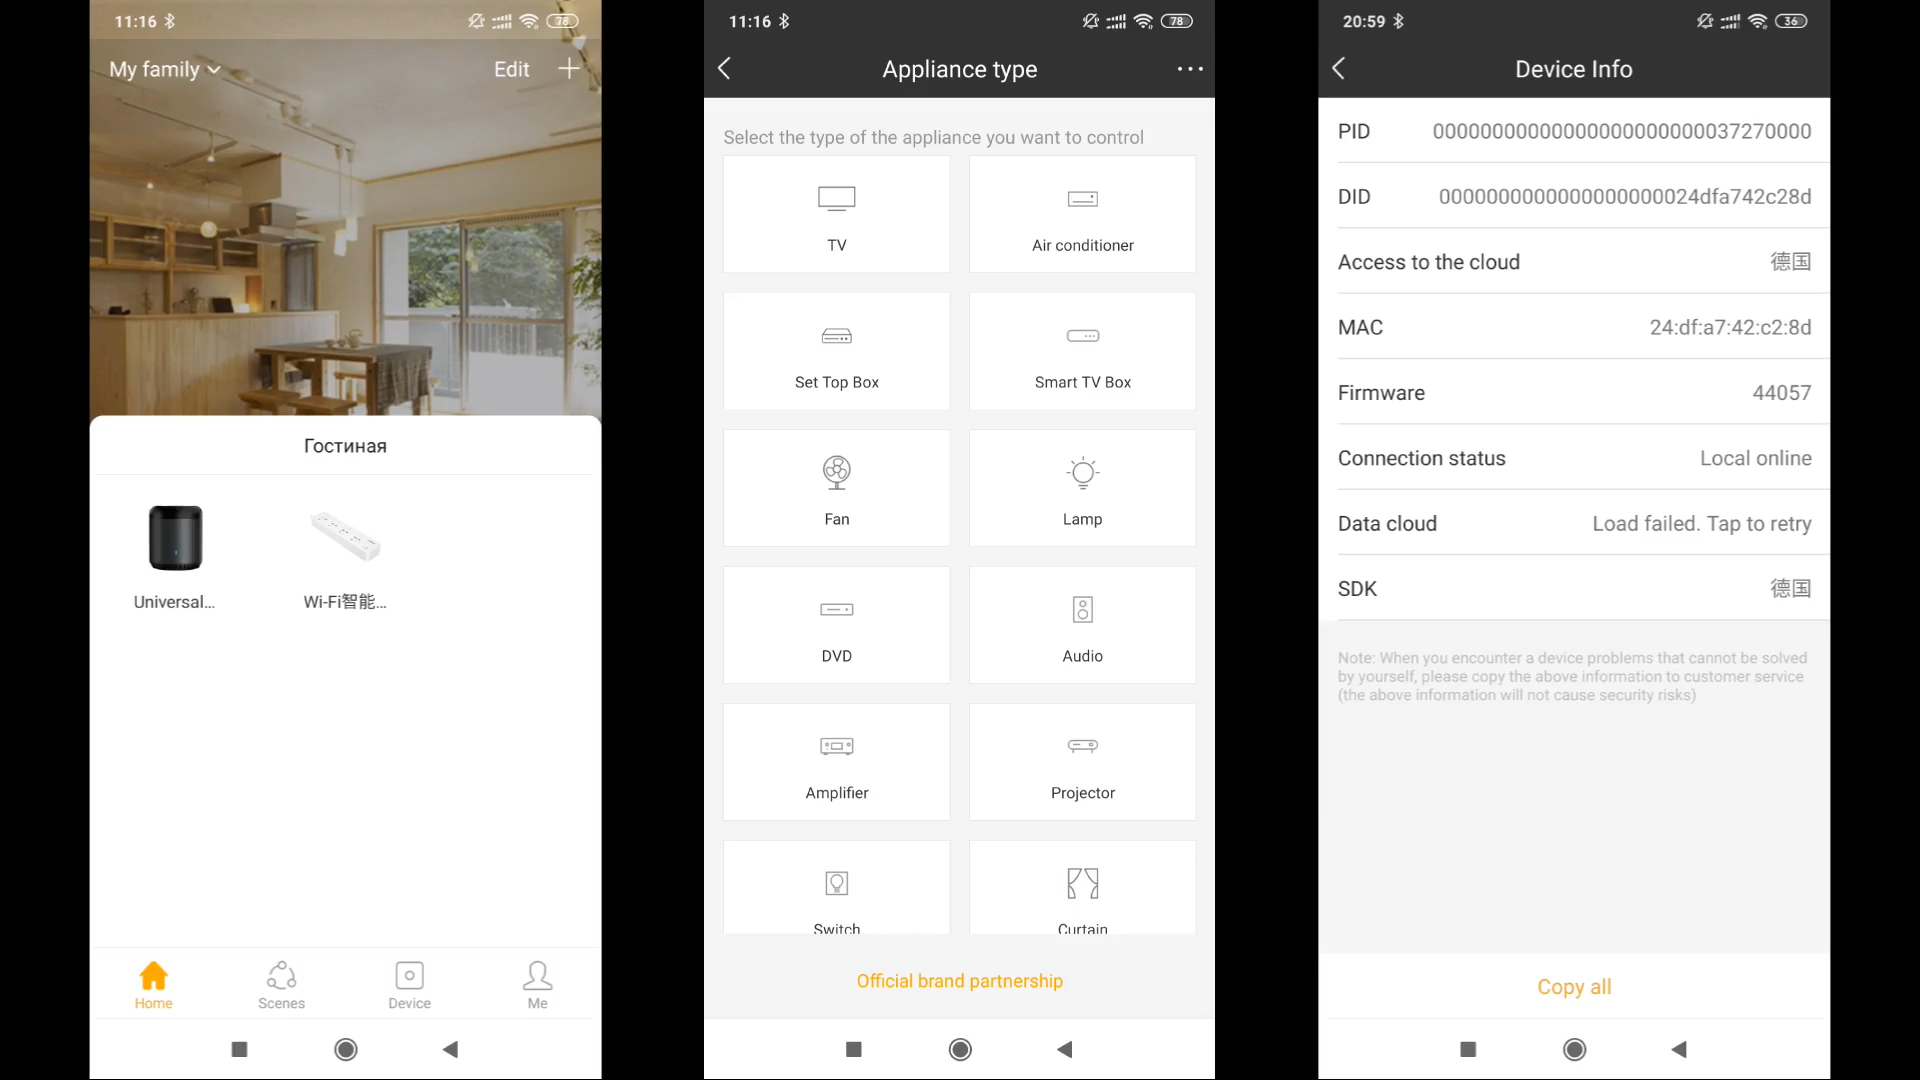 11:16
78
My family
Edit
Гостиная
Universal...
Wi-Fi智能...
Home
Scenes
Device
Me
11:16
78
Appliance type
Select the type of the appliance you want to control
TV
Air conditioner
Set Top Box
Smart TV Box
Fan
Lamp
DVD
Audio
Amplifier
Projector
Switch
Curtain
Official brand partnership
20:59
36
Device Info
PID
00000000000000000000000037270000
DID
0000000000000000000024dfa742c28d
Access to the cloud
德国
MAC
24:df:a7:42:c2:8d
Firmware
44057
Connection status
Local online
Data cloud
Load failed. Tap to retry
SDK
德国
Note: When you encounter a device problems that cannot be solved
by yourself, please copy the above information to customer service
(the above information will not cause security risks)
Copy all